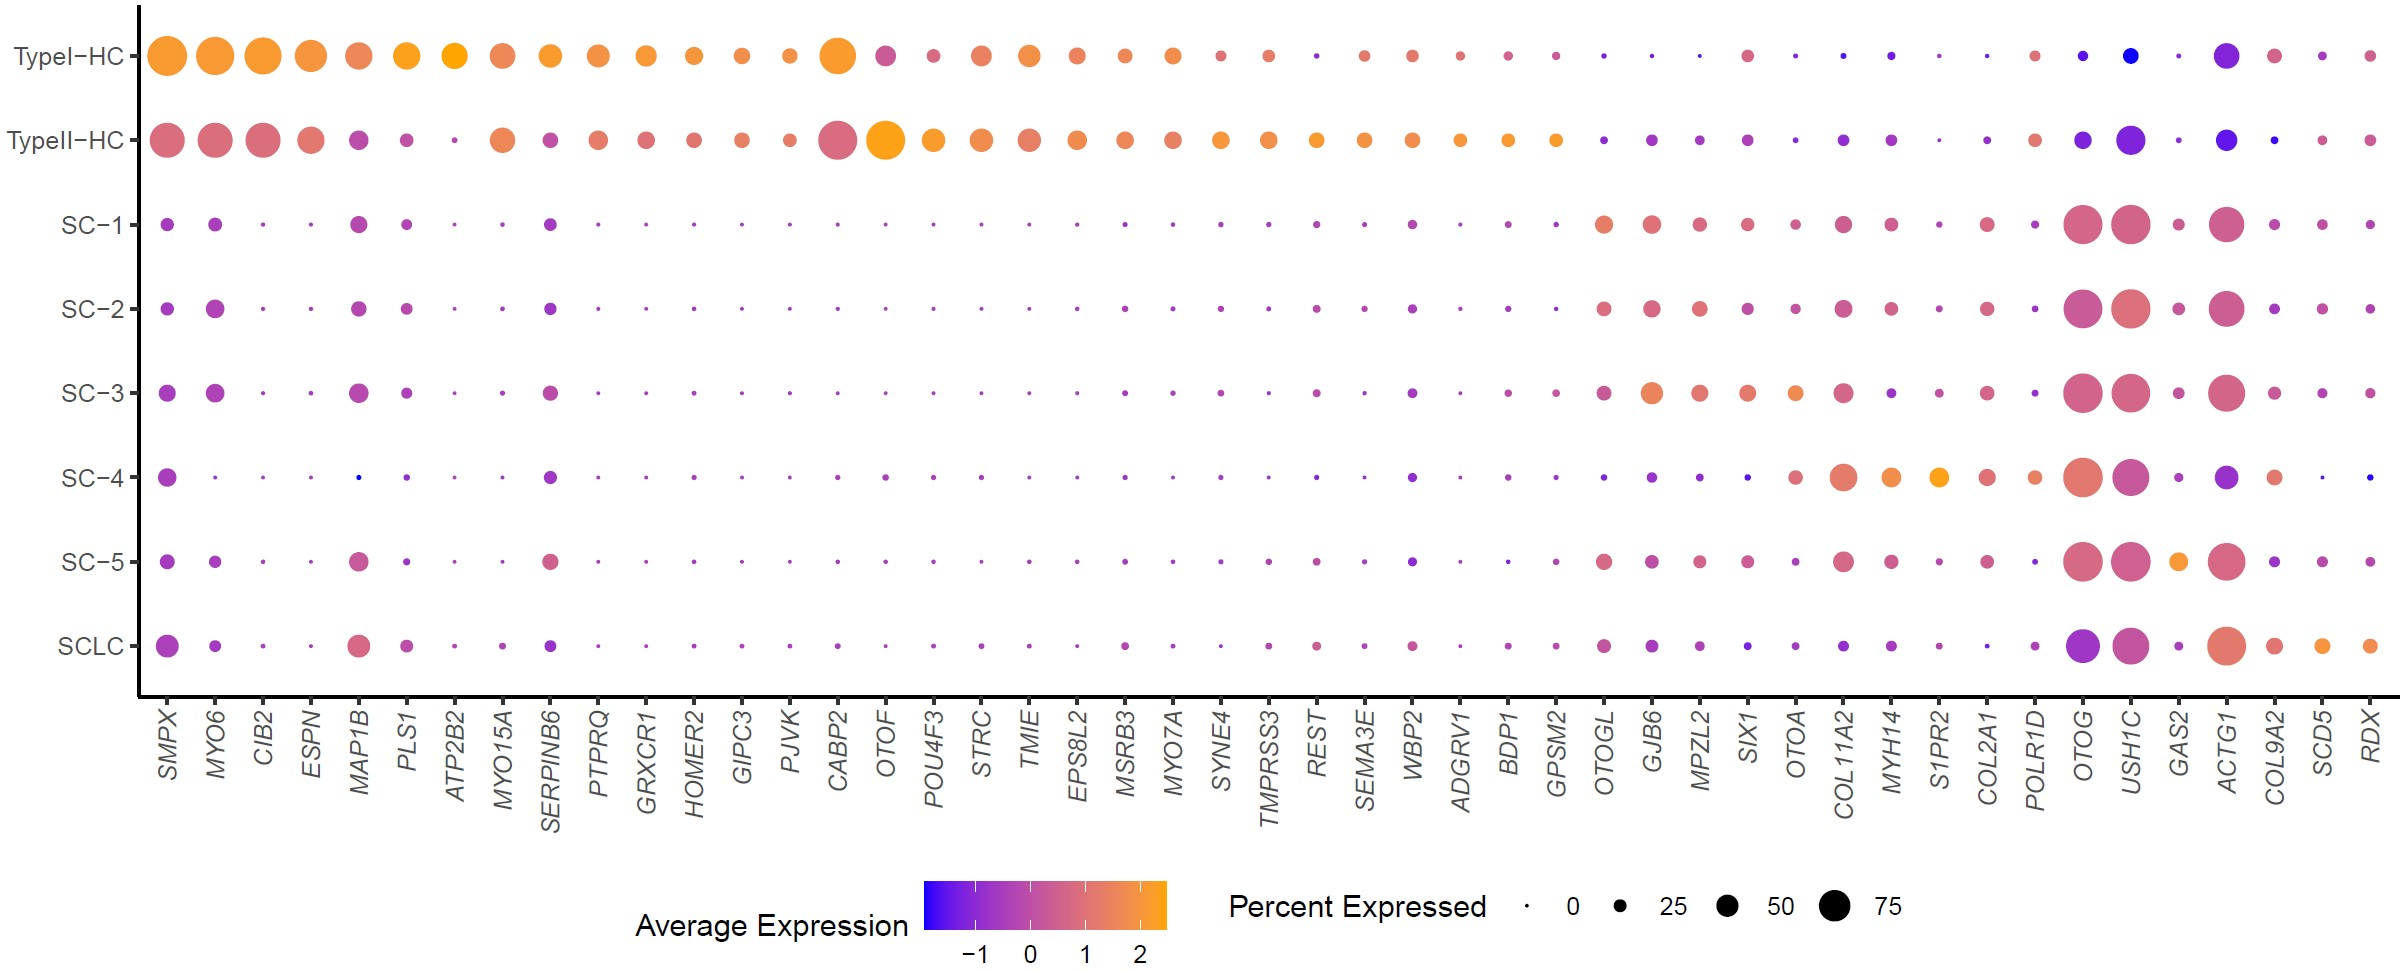 TypeI−HC
TypeII−HC
SC−1
SC−2
SC−3
SC−4
SC−5
SCLC
SMPX
MYO6
CIB2
ESPN
MAP1B
PLS1
ATP2B2
MYO15A
SERPINB6
PTPRQ
GRXCR1
HOMER2
GIPC3
PJVK
CABP2
OTOF
POU4F3
STRC
TMIE
EPS8L2
MSRB3
MYO7A
SYNE4
TMPRSS3
REST
SEMA3E
WBP2
ADGRV1
BDP1
GPSM2
OTOGL
GJB6
MPZL2
SIX1
OTOA
COL11A2
MYH14
S1PR2
COL2A1
POLR1D
OTOG
USH1C
GAS2
ACTG1
COL9A2
SCD5
RDX
Average Expression
−1 0 1 2
Percent Expressed 0 25 50 75